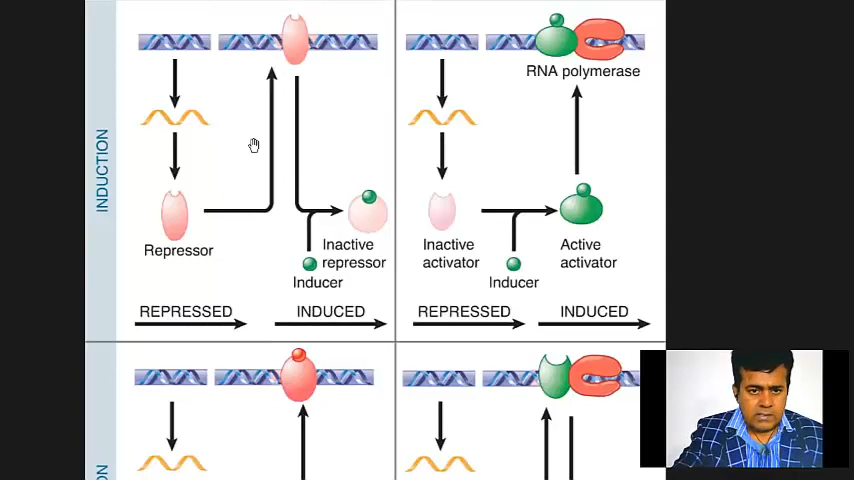 INDUCTION
RNA polymerase
Repressor
Inactive
repressor
Inducer
Inactive
activator
Inducer
Active
activator
REPRESSED
INDUCED
REPRESSED
INDUCED
ON